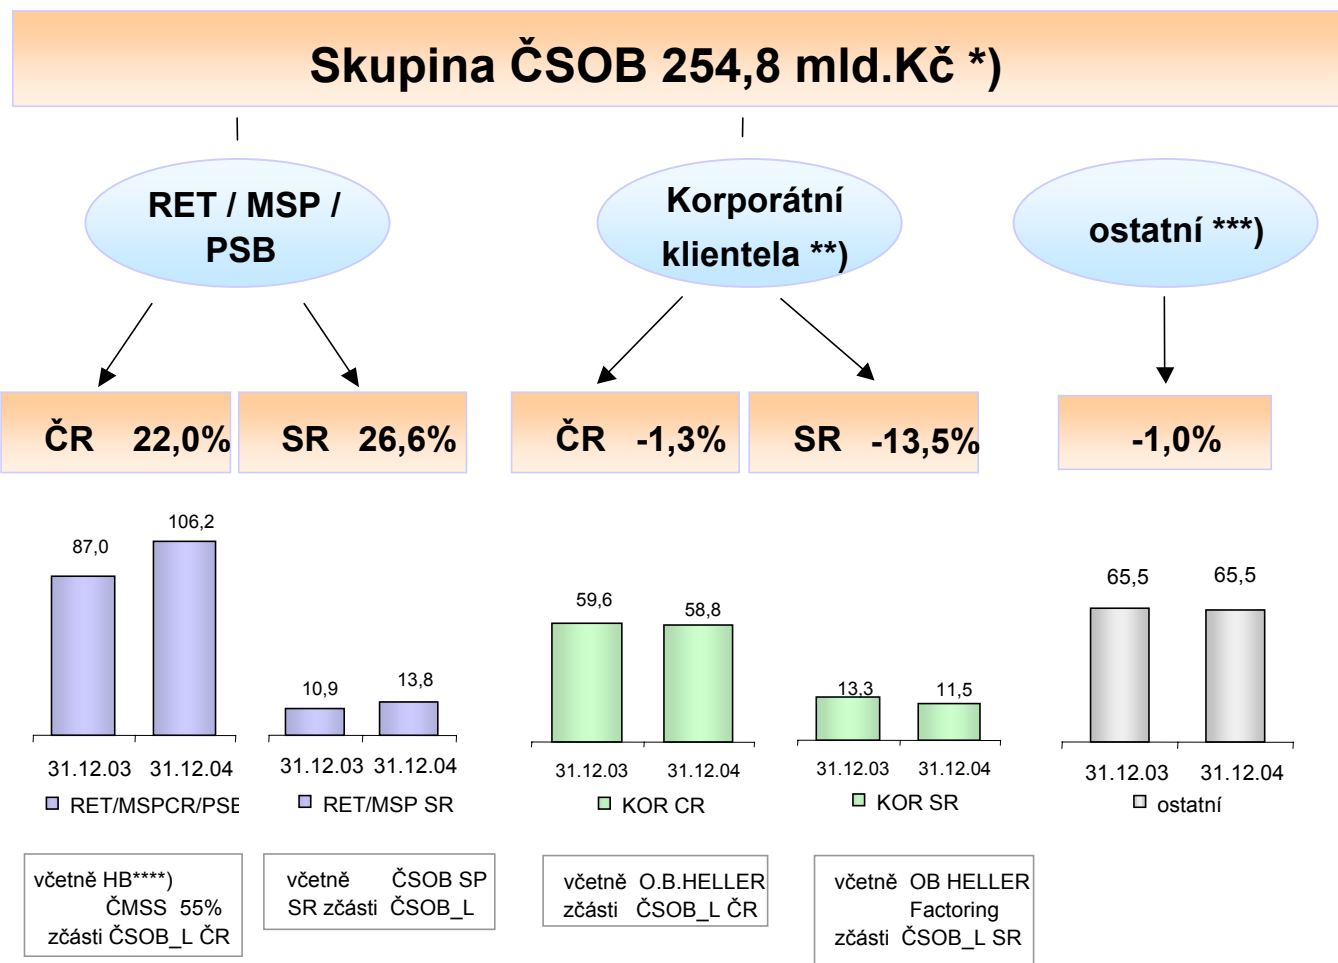 Skupina ČSOB 254,8 mld.Kč *)
RET / MSP /
PSB
Korporátní
klientela **)
ostatní ***)
ČR 22,0%
SR 26,6%
ČR -1,3%
SR -13,5%
-1,0%
87,0
106,2
31.12.03 31.12.04
RET/MSPCR/PSB
10,9
13,8
31.12.03 31.12.04
RET/MSP SR
59,6
58,8
31.12.03 31.12.04
KOR CR
13,3
11,5
31.12.03 31.12.04
KOR SR
65,5
65,5
31.12.03 31.12.04
ostatní
včetně HB****)
ČMSS 55%
zčásti ČSOB_L ČR
včetně ČSOB SP
SR zčásti ČSOB_L
včetně O.B.HELLER
zčásti ČSOB_L ČR
včetně OB HELLER
Factoring
zčásti ČSOB_L SR